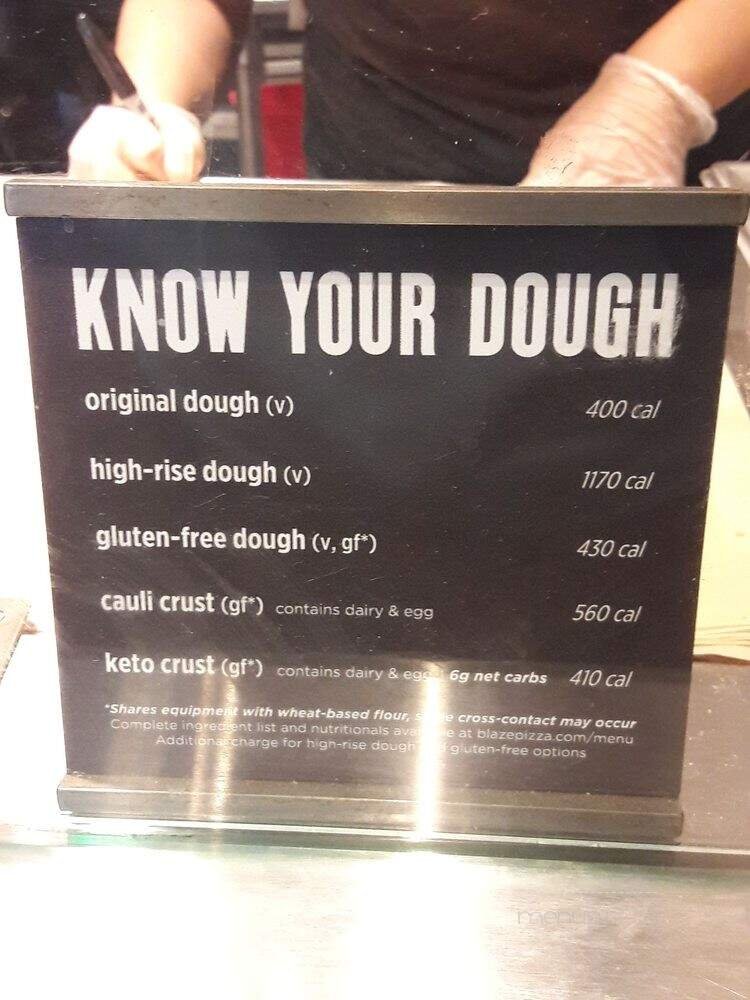 KNOW YOUR DOUGH
original dough (v) 400 cal
high-rise dough (v) 1170 cal
gluten-free dough (v, gf*) 430 cal
cauli crust (gf*) contains dairy & egg 560 cal
keto crust (gf*) contains dairy & egg 6g net carbs 410 cal
*Shares equipment with wheat-based flour, some cross-contact may occur
Complete ingredient list and nutritionals available at blazepizza.com/menu
Additional charge for high-rise dough and gluten-free options